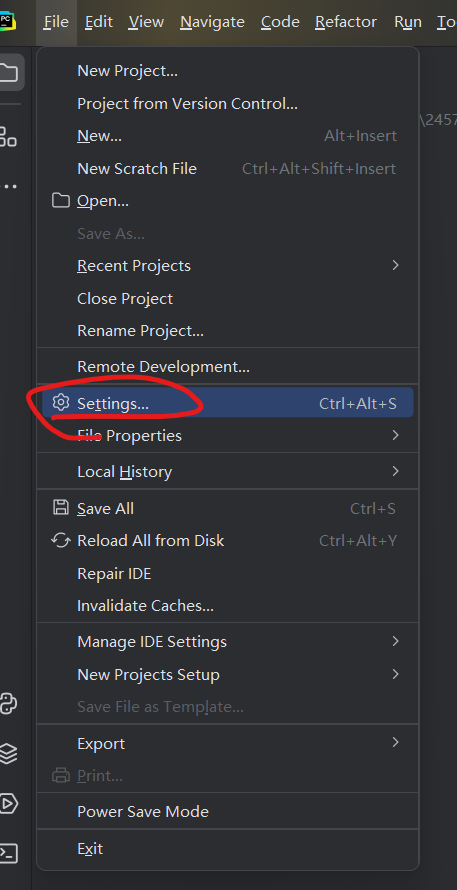 PC
File Edit View Navigate Code Refactor Run To
New Project...
Project from Version Control...
\2457
New... Alt+Insert
New Scratch File Ctrl+Alt+Shift+Insert
Open...
Save As...
Recent Projects
Close Project
Rename Project...
Remote Development...
Settings... Ctrl+Alt+S
File Properties
Local History
Save All Ctrl+S
Reload All from Disk Ctrl+Alt+Y
Repair IDE
Invalidate Caches...
Manage IDE Settings
New Projects Setup
Save File as Template...
Export
Print...
Power Save Mode
Exit